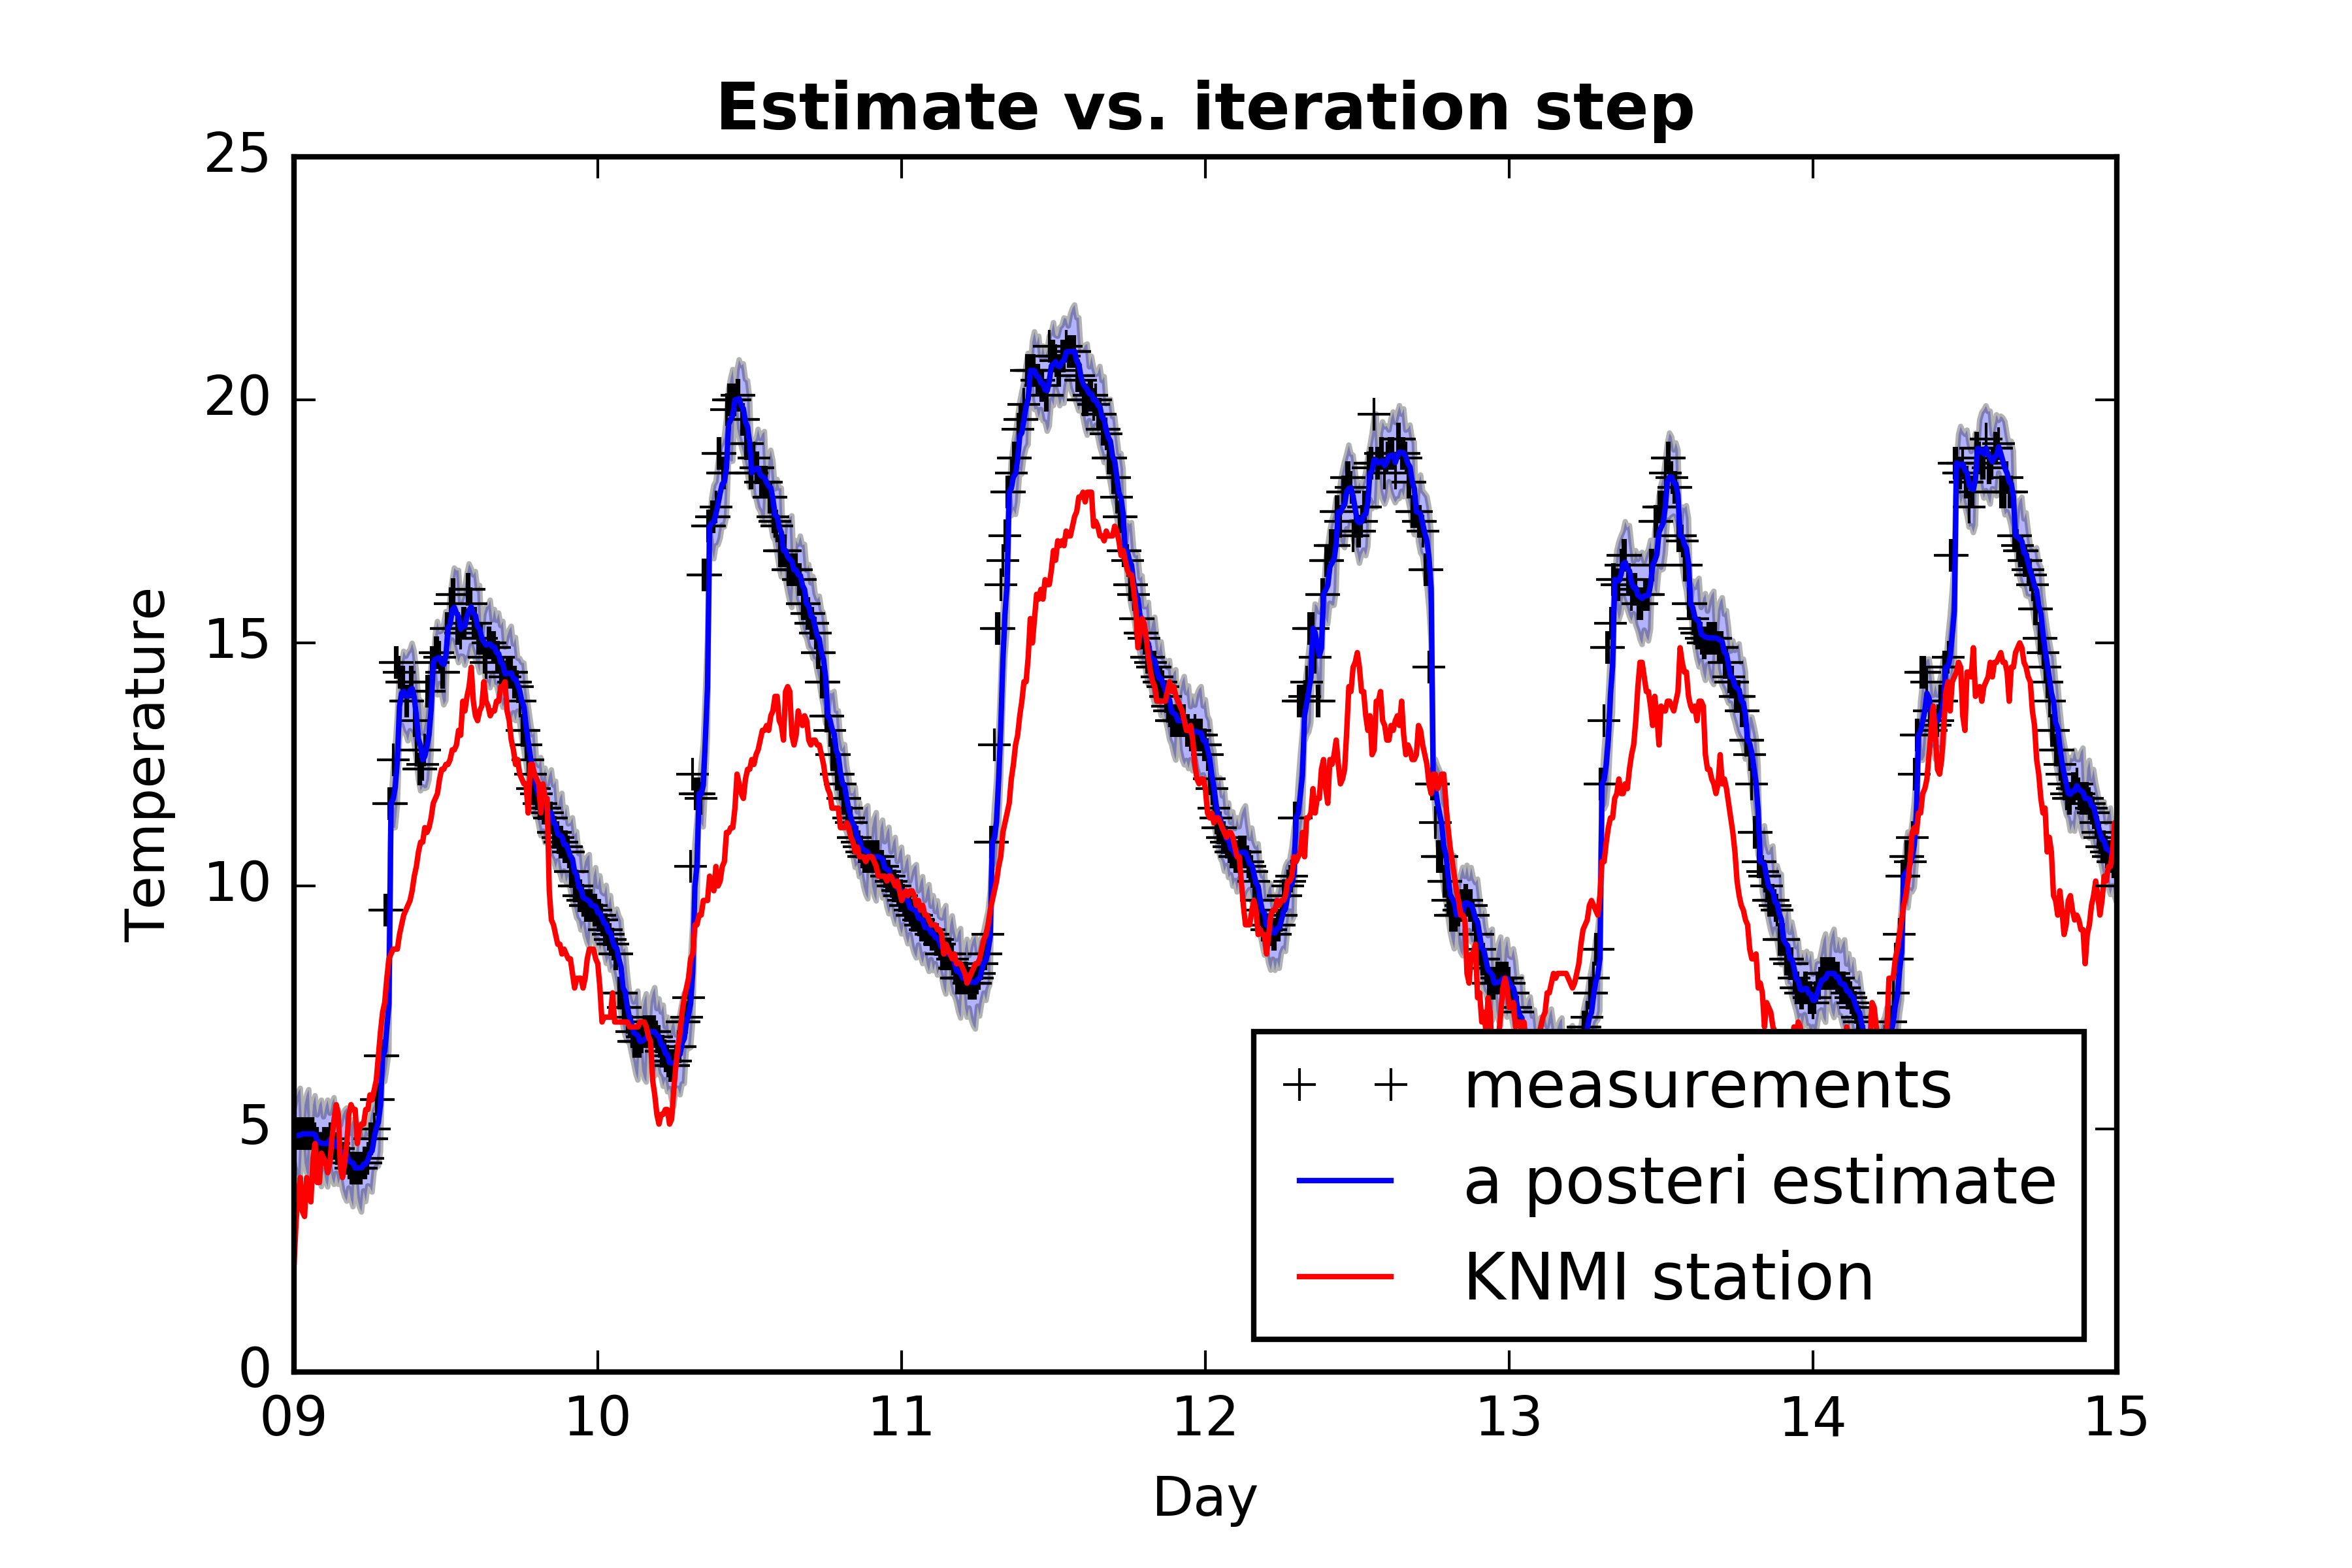 Estimate vs. iteration step
25
20
15
10
5
0
Temperature
09 10 11 12 13 14 15
Day
measurements
a posteri estimate
KNMI station